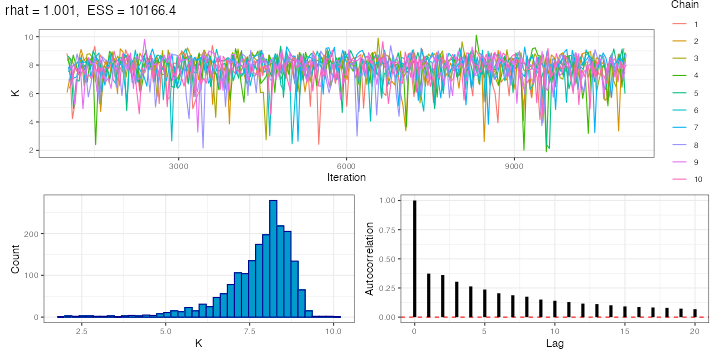 rhat = 1.001, ESS = 10166.4
Chain
1
2
3
4
5
6
7
8
9
10
K
10
8
6
4
2
3000 6000 9000
Iteration
Count
200
100
0
2.5 5.0 7.5 10.0
K
Autocorrelation
1.00
0.75
0.50
0.25
0.00
0 5 10 15 20
Lag